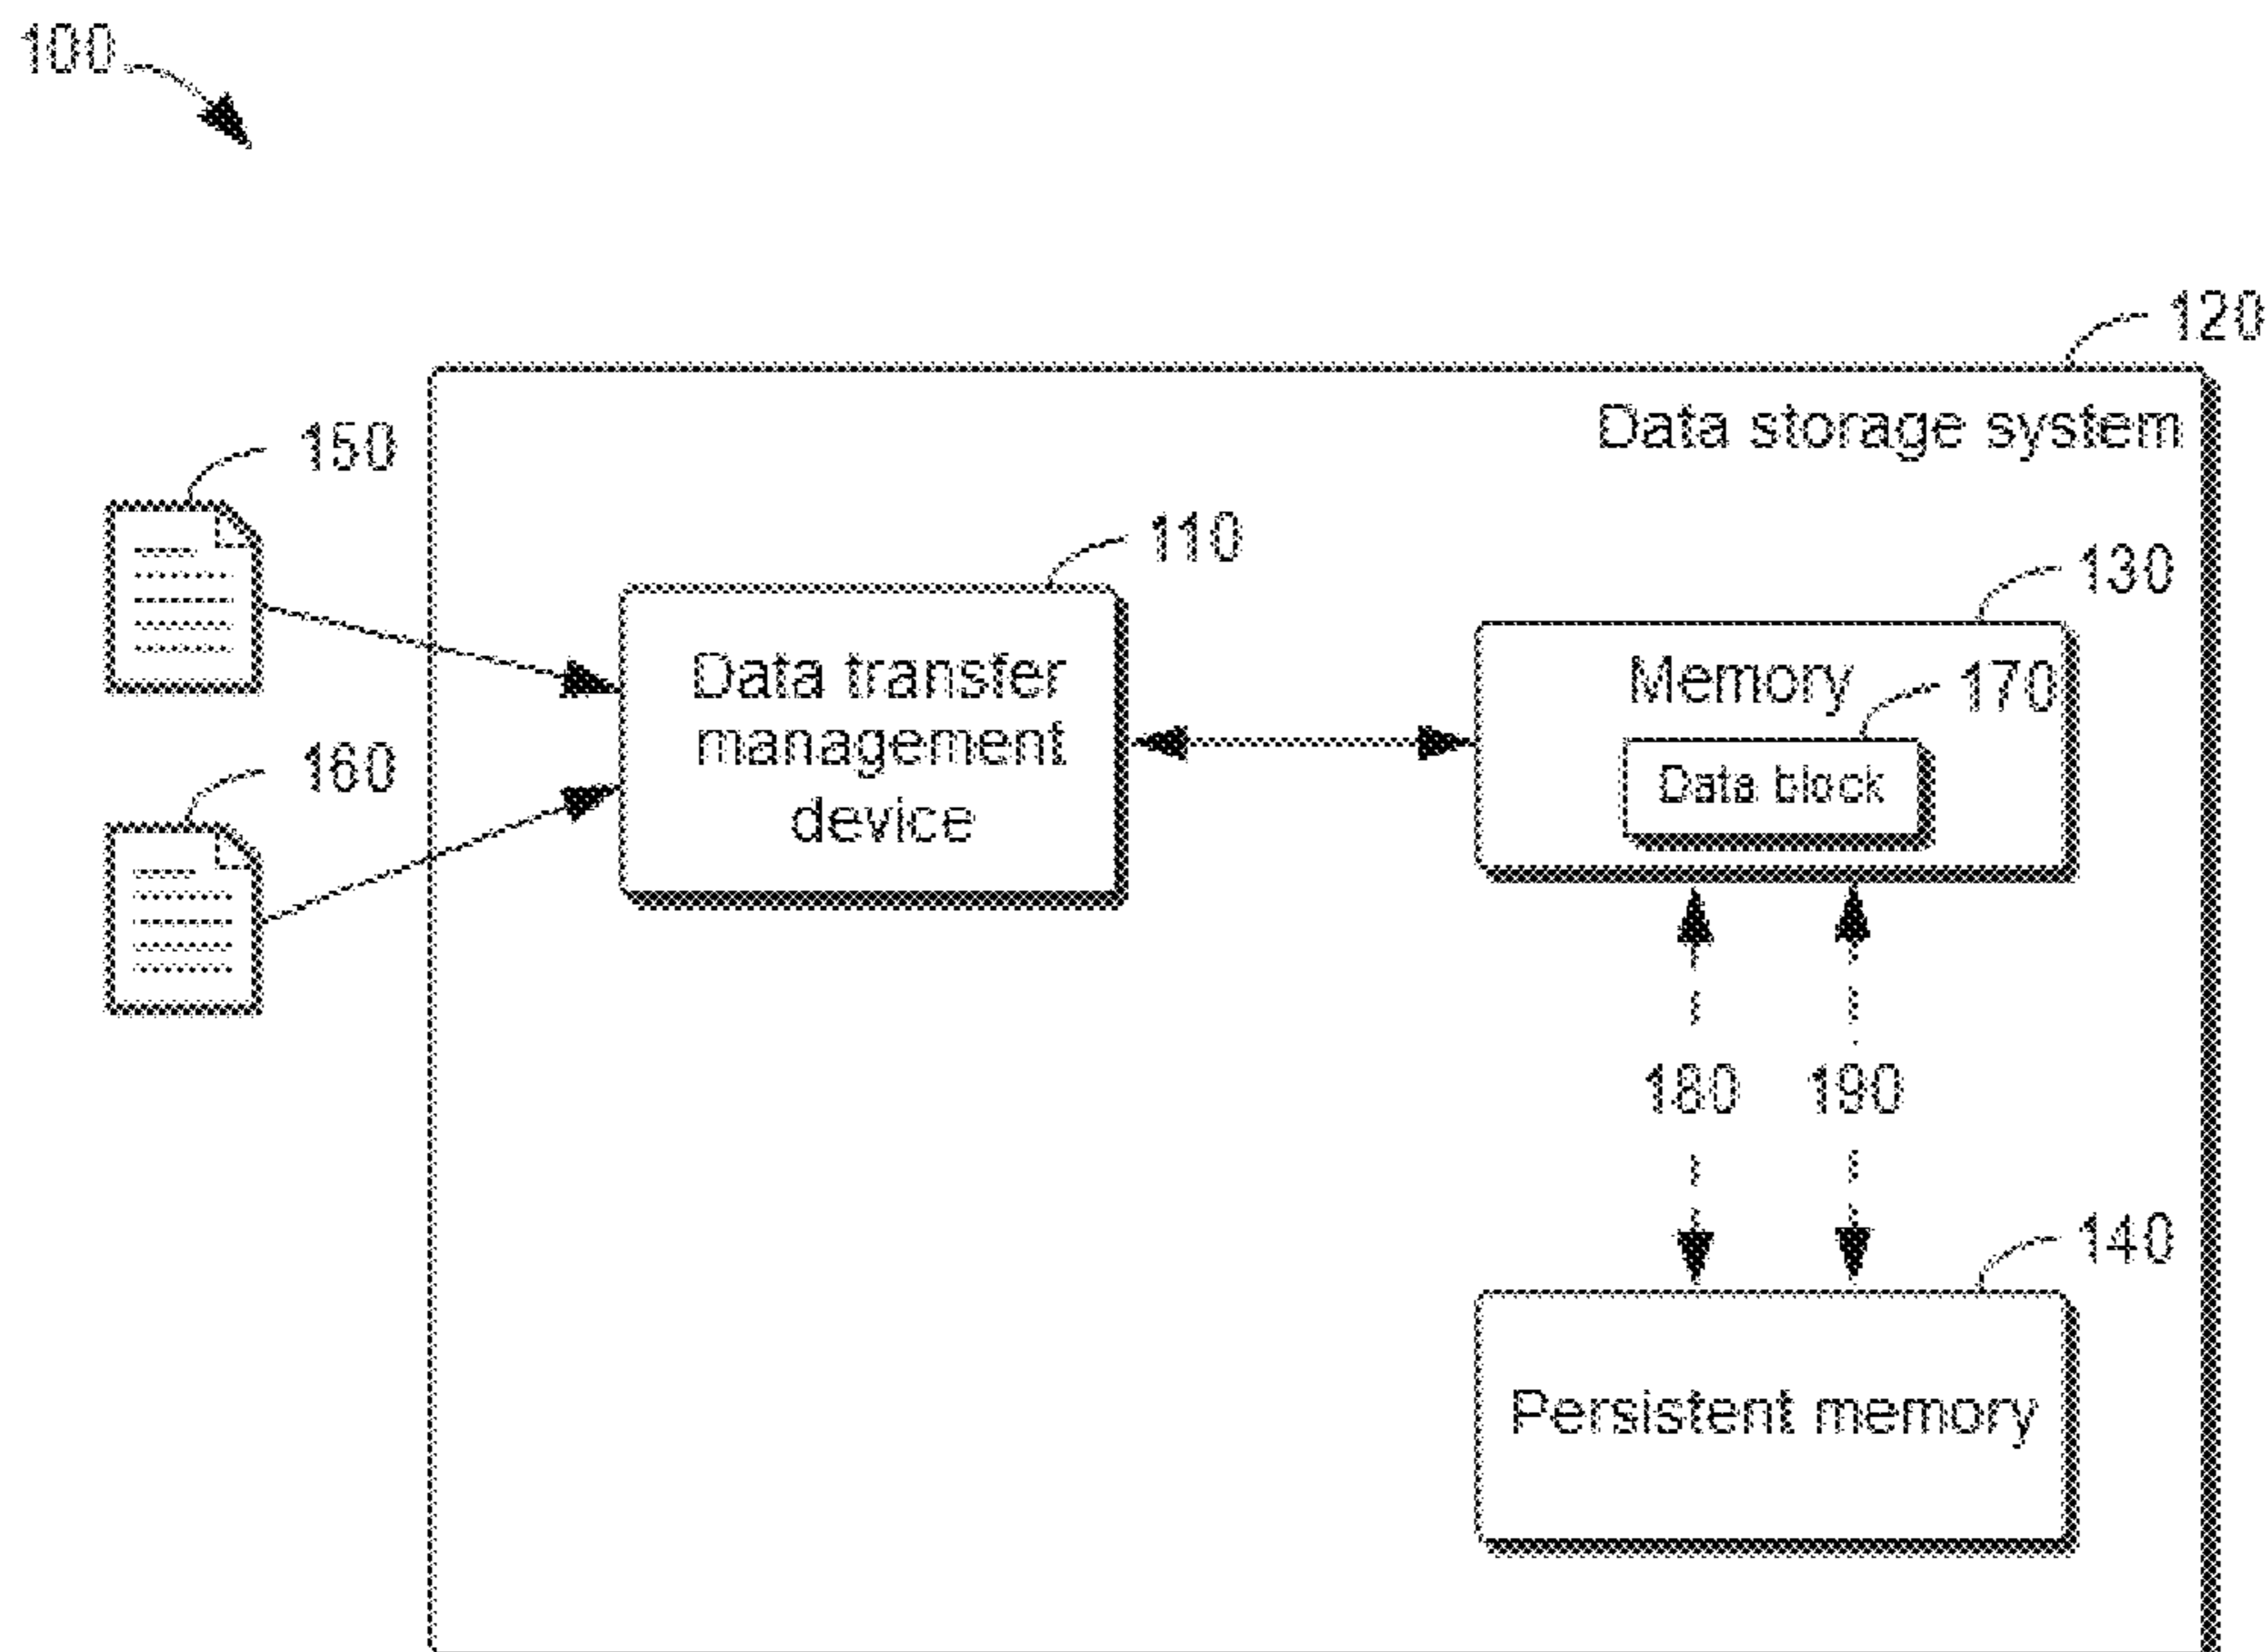 100
120
Data storage system
150
110
130
Data transfer
management
device
Memory
170
Data block
160
180
190
140
Persistent memory